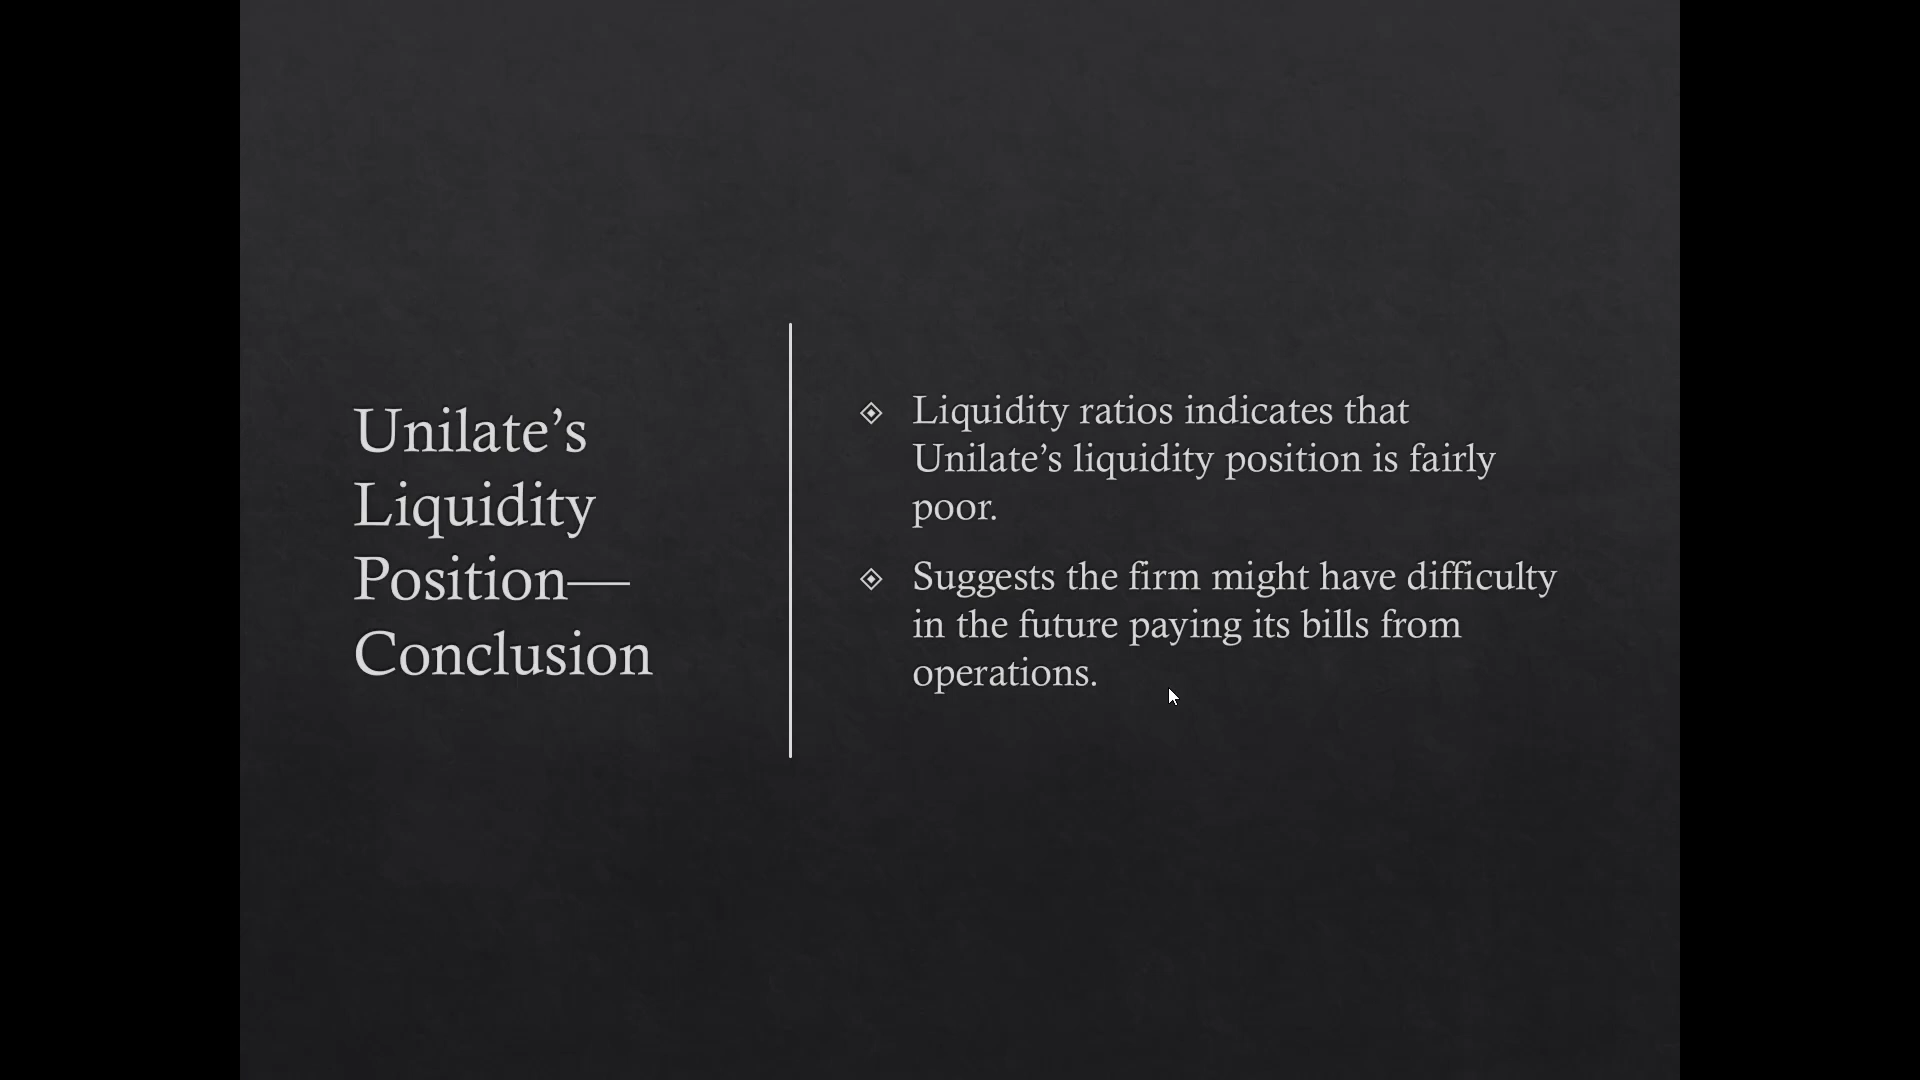 Unilate’s
Liquidity
Position—
Conclusion
Liquidity ratios indicates that
Unilate’s liquidity position is fairly
poor.
Suggests the firm might have difficulty
in the future paying its bills from
operations.